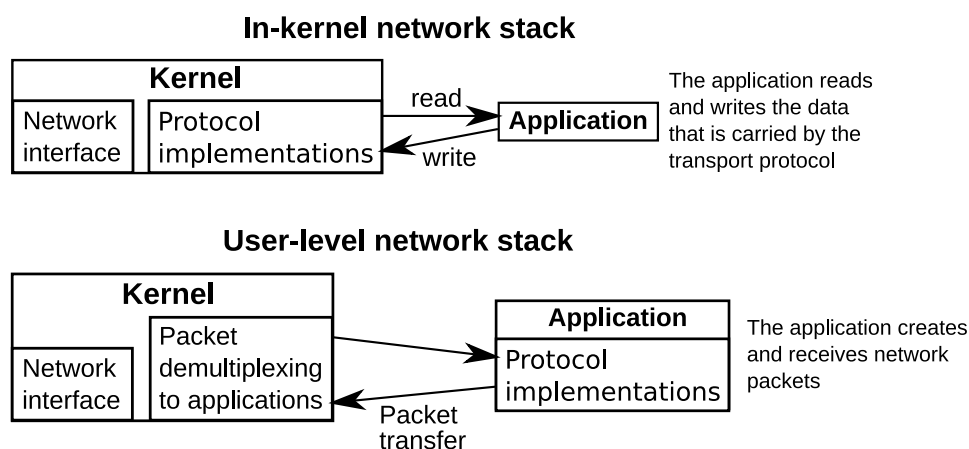 In-kernel network stack
Kernel
Network
interface
Protocol
implementations
read
write
Application
The application reads
and writes the data
that is carried by the
transport protocol
User-level network stack
Kernel
Network
interface
Packet
demultiplexing
to applications
Packet
transfer
Application
Protocol
implementations
The application creates
and receives network
packets